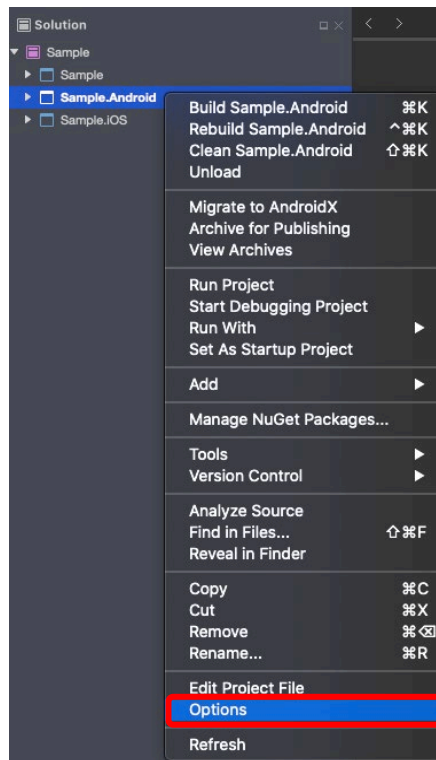 Solution
Sample
Sample
Sample.Android
Sample.iOS
Build Sample.Android ⌘K
Rebuild Sample.Android ^⌘K
Clean Sample.Android ⇧⌘K
Unload
Migrate to AndroidX
Archive for Publishing
View Archives
Run Project
Start Debugging Project
Run With
Set As Startup Project
Add
Manage NuGet Packages...
Tools
Version Control
Analyze Source
Find in Files... ⇧⌘F
Reveal in Finder
Copy ⌘C
Cut ⌘X
Remove ⌘⌫
Rename... ⌘R
Edit Project File
Options
Refresh